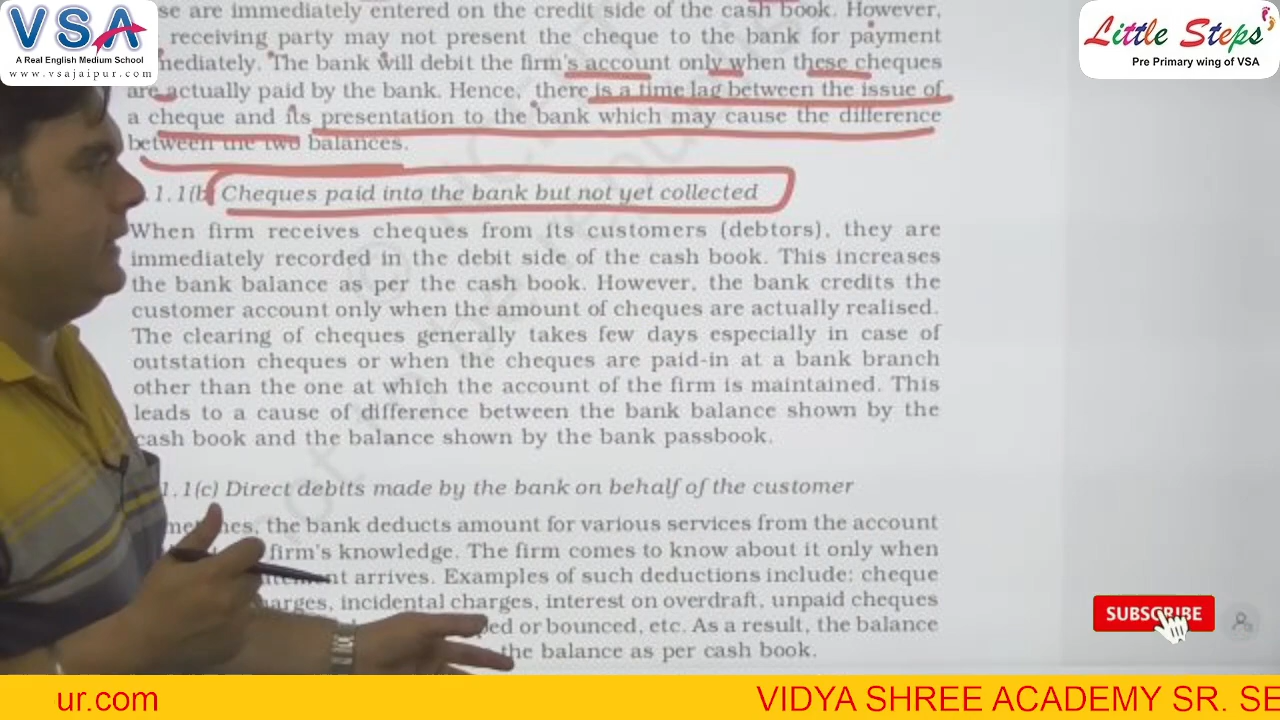 VSA
A Real English Medium School
www.vsajaipur.com
Little Steps
Pre Primary wing of VSA
se are immediately entered on the credit side of the cash book. However,
receiving party may not present the cheque to the bank for payment
mediately. The bank will debit the firm's account only when these cheques
are actually paid by the bank. Hence, there is a time lag between the issue of
a cheque and its presentation to the bank which may cause the difference
between the two balances.
.1.1(b) Cheques paid into the bank but not yet collected
When firm receives cheques from its customers (debtors), they are
immediately recorded in the debit side of the cash book. This increases
the bank balance as per the cash book. However, the bank credits the
customer account only when the amount of cheques are actually realised.
The clearing of cheques generally takes few days especially in case of
outstation cheques or when the cheques are paid-in at a bank branch
other than the one at which the account of the firm is maintained. This
leads to a cause of difference between the bank balance shown by the
cash book and the balance shown by the bank passbook.
1.1(c) Direct debits made by the bank on behalf of the customer
the bank deducts amount for various services from the account
firm's knowledge. The firm comes to know about it only when
arrives. Examples of such deductions include: cheque
incidental charges, interest on overdraft, unpaid cheques
or bounced, etc. As a result, the balance
the balance as per cash book.
SUBSCRIBE
ur.com VIDYA SHREE ACADEMY SR. SE